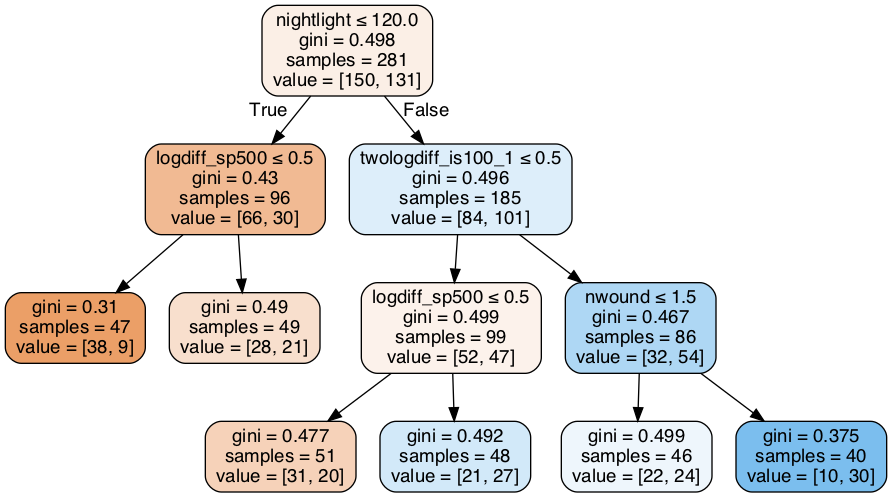 nightlight ≤ 120.0
gini = 0.498
samples = 281
value = [150, 131]
True
False
logdiff_sp500 ≤ 0.5
gini = 0.43
samples = 96
value = [66, 30]
twologdiff_is100_1 ≤ 0.5
gini = 0.496
samples = 185
value = [84, 101]
gini = 0.31
samples = 47
value = [38, 9]
gini = 0.49
samples = 49
value = [28, 21]
logdiff_sp500 ≤ 0.5
gini = 0.499
samples = 99
value = [52, 47]
nwound ≤ 1.5
gini = 0.467
samples = 86
value = [32, 54]
gini = 0.477
samples = 51
value = [31, 20]
gini = 0.492
samples = 48
value = [21, 27]
gini = 0.499
samples = 46
value = [22, 24]
gini = 0.375
samples = 40
value = [10, 30]